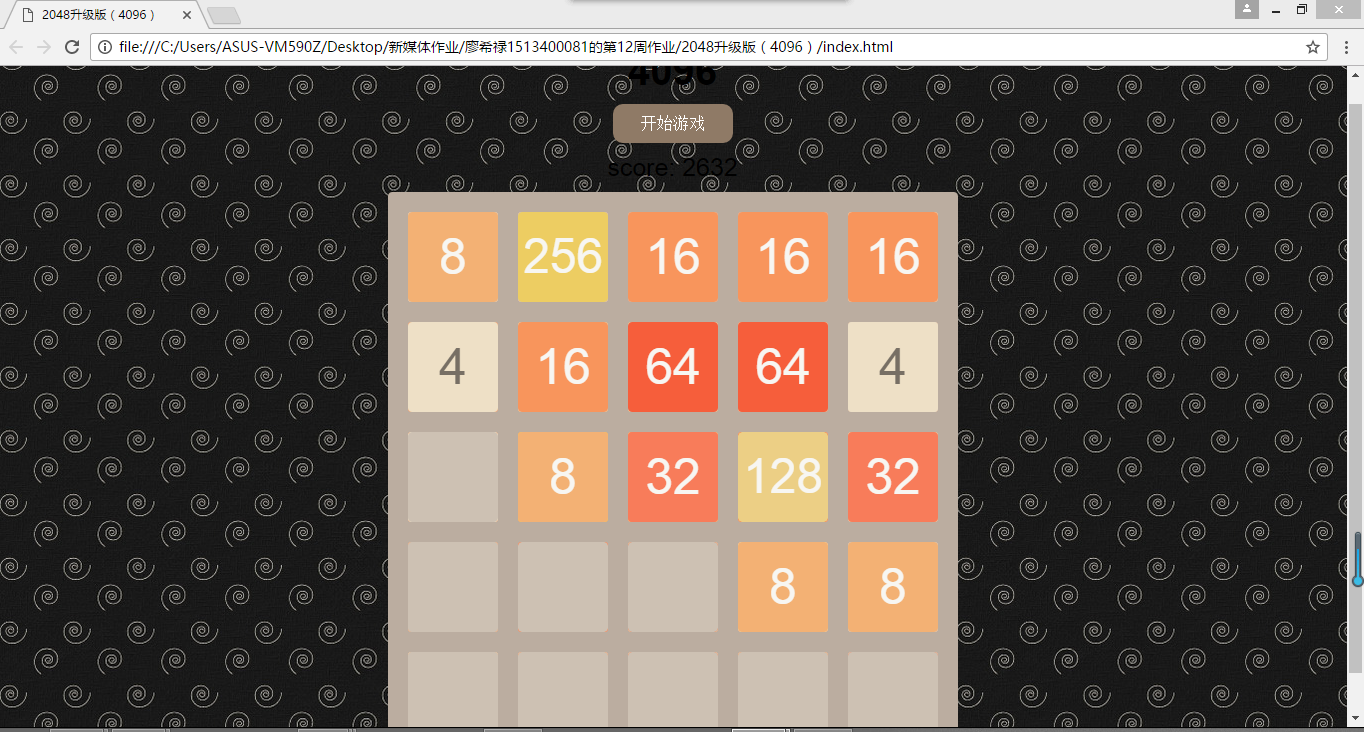 2048升级版（4096）
file:///C:/Users/ASUS-VM590Z/Desktop/新媒体作业/廖希禄1513400081的第12周作业/2048升级版（4096）/index.html
4096
开始游戏
score: 2632
8 256 16 16 16
4 16 64 64 4
8 32 128 32
8 8